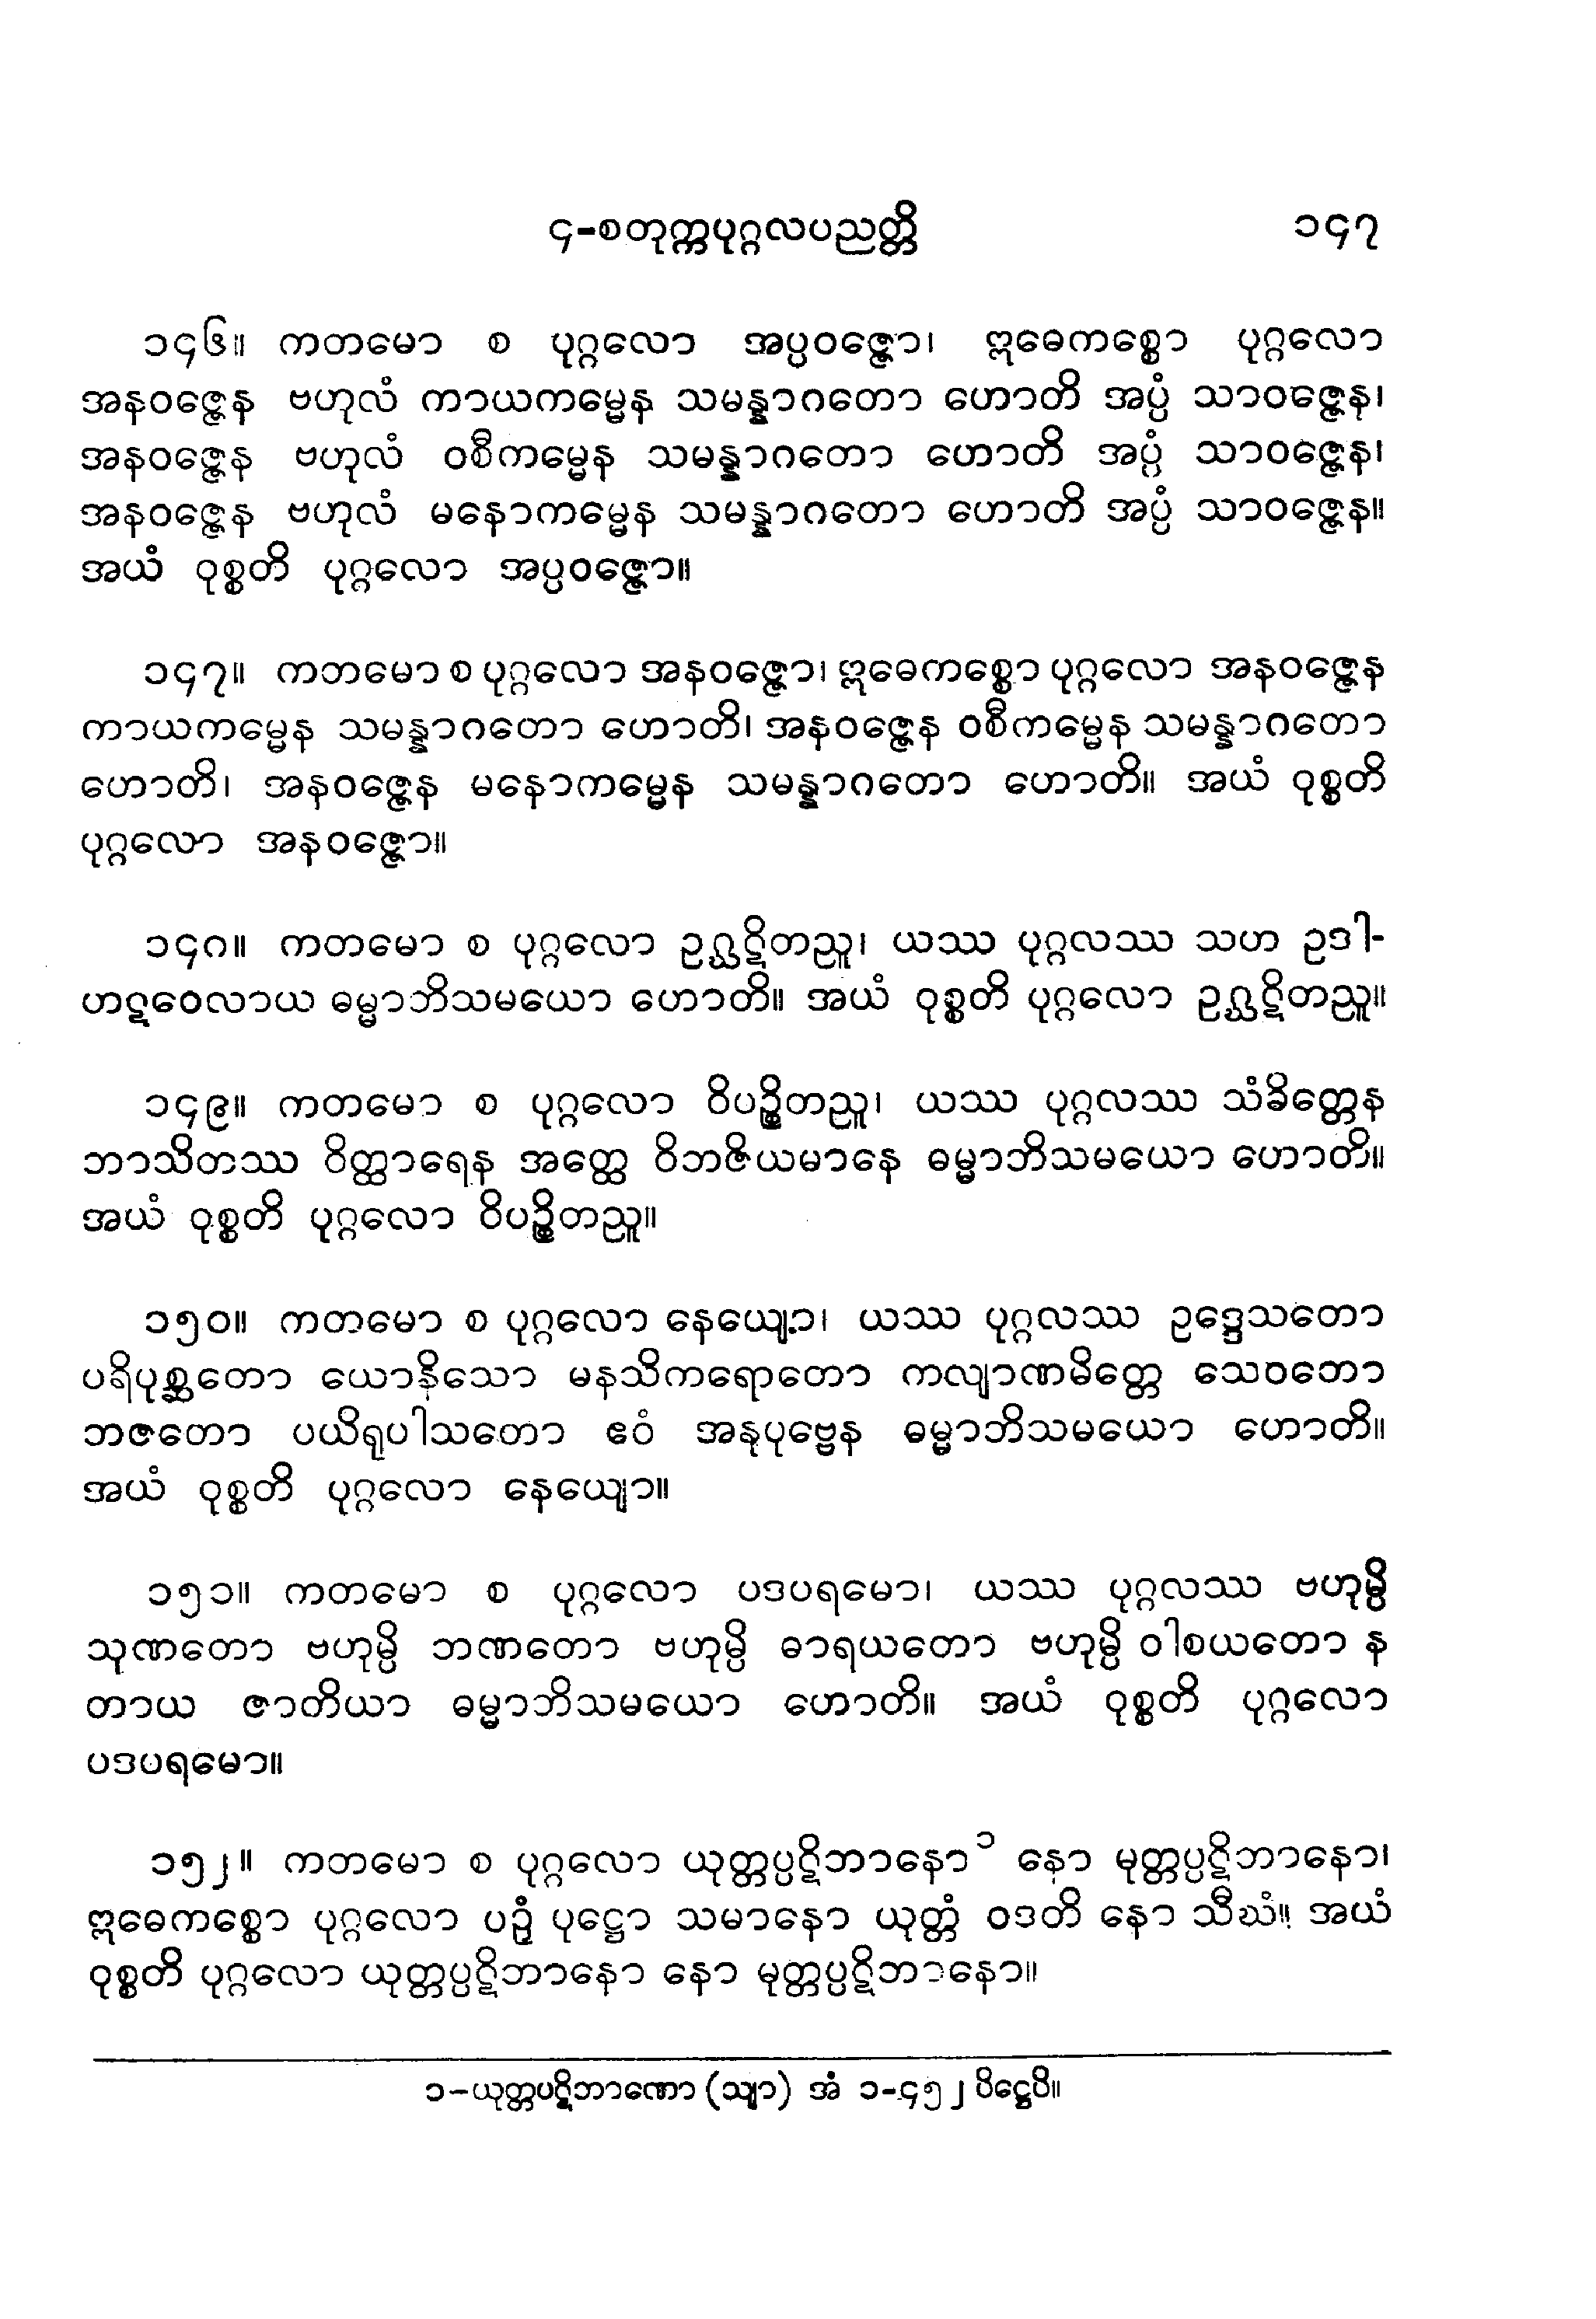 ၄-စတုက္ကပုဂ္ဂလပညတ္တိ ၁၄၇
၁၄၆။ ကတမော စ ပုဂ္ဂလော အပ္ပဝဇ္ဇော၊ ဣဓေကစ္စော ပုဂ္ဂလော
အနဝဇ္ဇေန ဗဟုလံ ကာယကမ္မေန သမန္နာဂတော ဟောတိ အပ္ပံ သာဝဇ္ဇေန၊
အနဝဇ္ဇေန ဗဟုလံ ဝစီကမ္မေန သမန္နာဂတော ဟောတိ အပ္ပံ သာဝဇ္ဇေန၊
အနဝဇ္ဇေန ဗဟုလံ မနောကမ္မေန သမန္နာဂတော ဟောတိ အပ္ပံ သာဝဇ္ဇေန။
အယံ ဝုစ္စတိ ပုဂ္ဂလော အပ္ပဝဇ္ဇော။
၁၄၇။ ကတမော စ ပုဂ္ဂလော အနဝဇ္ဇော၊ ဣဓေကစ္စော ပုဂ္ဂလော အနဝဇ္ဇေန
ကာယကမ္မေန သမန္နာဂတော ဟောတိ၊ အနဝဇ္ဇေန ဝစီကမ္မေန သမန္နာဂတော
ဟောတိ၊ အနဝဇ္ဇေန မနောကမ္မေန သမန္နာဂတော ဟောတိ။ အယံ ဝုစ္စတိ
ပုဂ္ဂလော အနဝဇ္ဇော။
၁၄၈။ ကတမော စ ပုဂ္ဂလော ဥဂ္ဃဋိတညူ၊ ယဿ ပုဂ္ဂလဿ သဟ ဥဒါ-
ဟဋဝေလာယ ဓမ္မာဘိသမယော ဟောတိ။ အယံ ဝုစ္စတိ ပုဂ္ဂလော ဥဂ္ဃဋိတညူ။
၁၄၉။ ကတမော စ ပုဂ္ဂလော ဝိပဉ္စိတညူ၊ ယဿ ပုဂ္ဂလဿ သံခိတ္တေန
ဘာသိတဿ ဝိတ္ထာရေန အတ္ထေ ဝိဘဇိယမာနေ ဓမ္မာဘိသမယော ဟောတိ။
အယံ ဝုစ္စတိ ပုဂ္ဂလော ဝိပဉ္စိတညူ။
၁၅၀။ ကတမော စ ပုဂ္ဂလော နေယျော၊ ယဿ ပုဂ္ဂလဿ ဥဒ္ဒေသတော
ပရိပုစ္ဆတော ယောနိသော မနသိကရောတော ကလျာဏမိတ္တေ သေဝတော
ဘဇတော ပယိရုပါသတော ဧဝံ အနုပုဗ္ဗေန ဓမ္မာဘိသမယော ဟောတိ။
အယံ ဝုစ္စတိ ပုဂ္ဂလော နေယျော။
၁၅၁။ ကတမော စ ပုဂ္ဂလော ပဒပရမော၊ ယဿ ပုဂ္ဂလဿ ဗဟုမ္ပိ
သုဏတော ဗဟုမ္ပိ ဘဏတော ဗဟုမ္ပိ ဓာရယတော ဗဟုမ္ပိ ဝါစယတော န
တာယ ဇာတိယာ ဓမ္မာဘိသမယော ဟောတိ။ အယံ ဝုစ္စတိ ပုဂ္ဂလော
ပဒပရမော။
၁၅၂။ ကတမော စ ပုဂ္ဂလော ယုတ္တပ္ပဋိဘာနော၁ နော မုတ္တပ္ပဋိဘာနော၊
ဣဓေကစ္စော ပုဂ္ဂလော ပဉှံ ပုဋ္ဌော သမာနော ယုတ္တံ ဝဒတိ နော သီဃံ။ အယံ
ဝုစ္စတိ ပုဂ္ဂလော ယုတ္တပ္ပဋိဘာနော နော မုတ္တပ္ပဋိဘာနော။
၁-ယုတ္တပဋိဘာဏော (သျာ) အံ ၁-၄၅၂ ပိဋ္ဌေပိ။